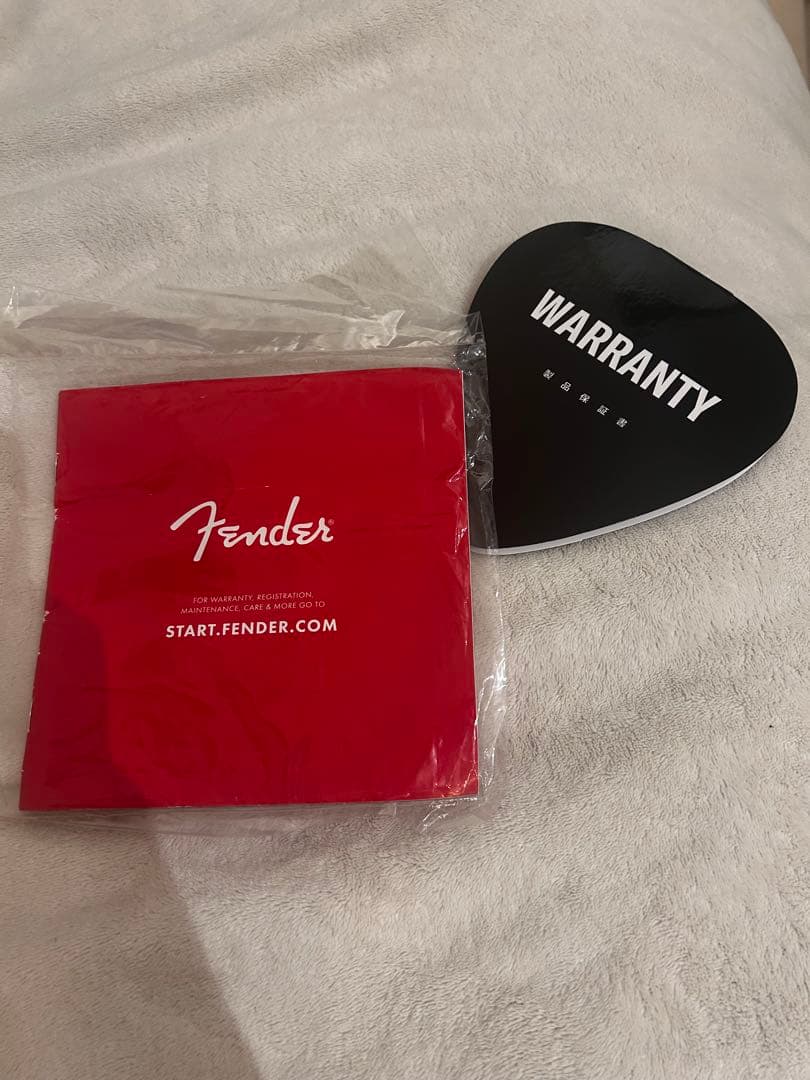 WARRANTY
製品保証書
Fender®
FOR WARRANTY, REGISTRATION,
MAINTENANCE, CARE & MORE GO TO
START.FENDER.COM